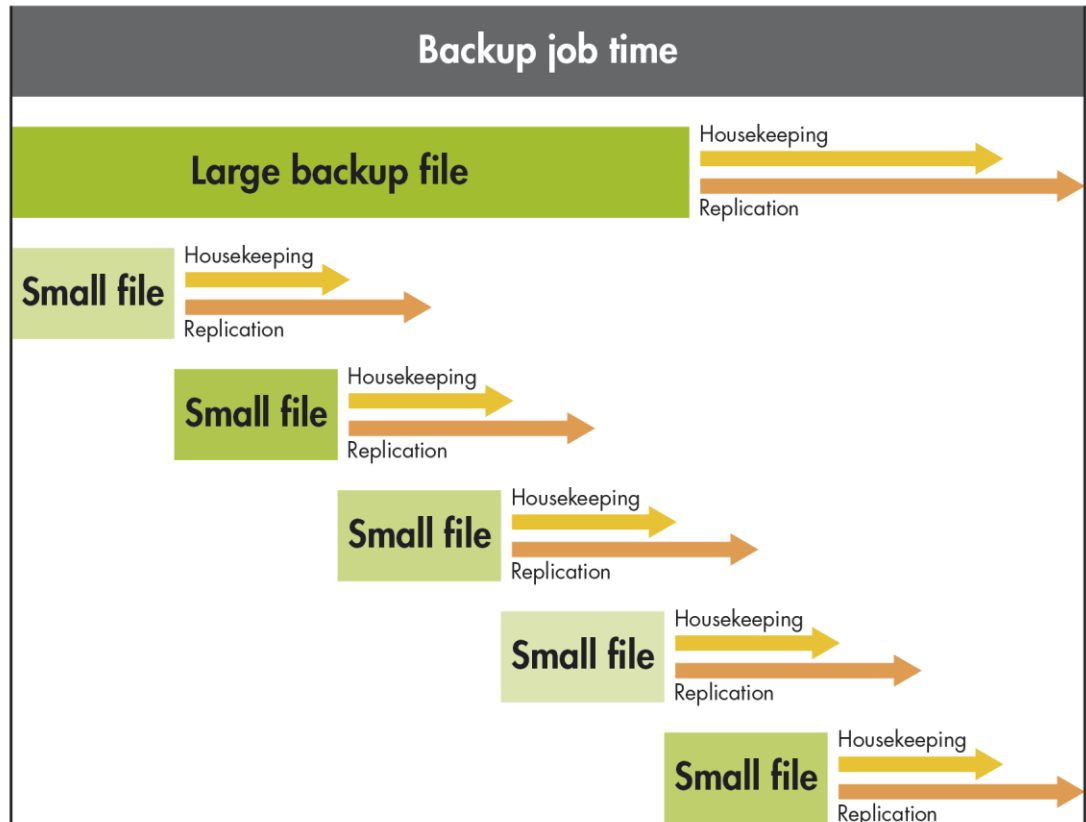 Backup job time
Housekeeping
Large backup file
Replication
Housekeeping
Small file
Replication
Housekeeping
Small file
Replication
Housekeeping
Small file
Replication
Housekeeping
Small file
Replication
Housekeeping
Small file
Replication